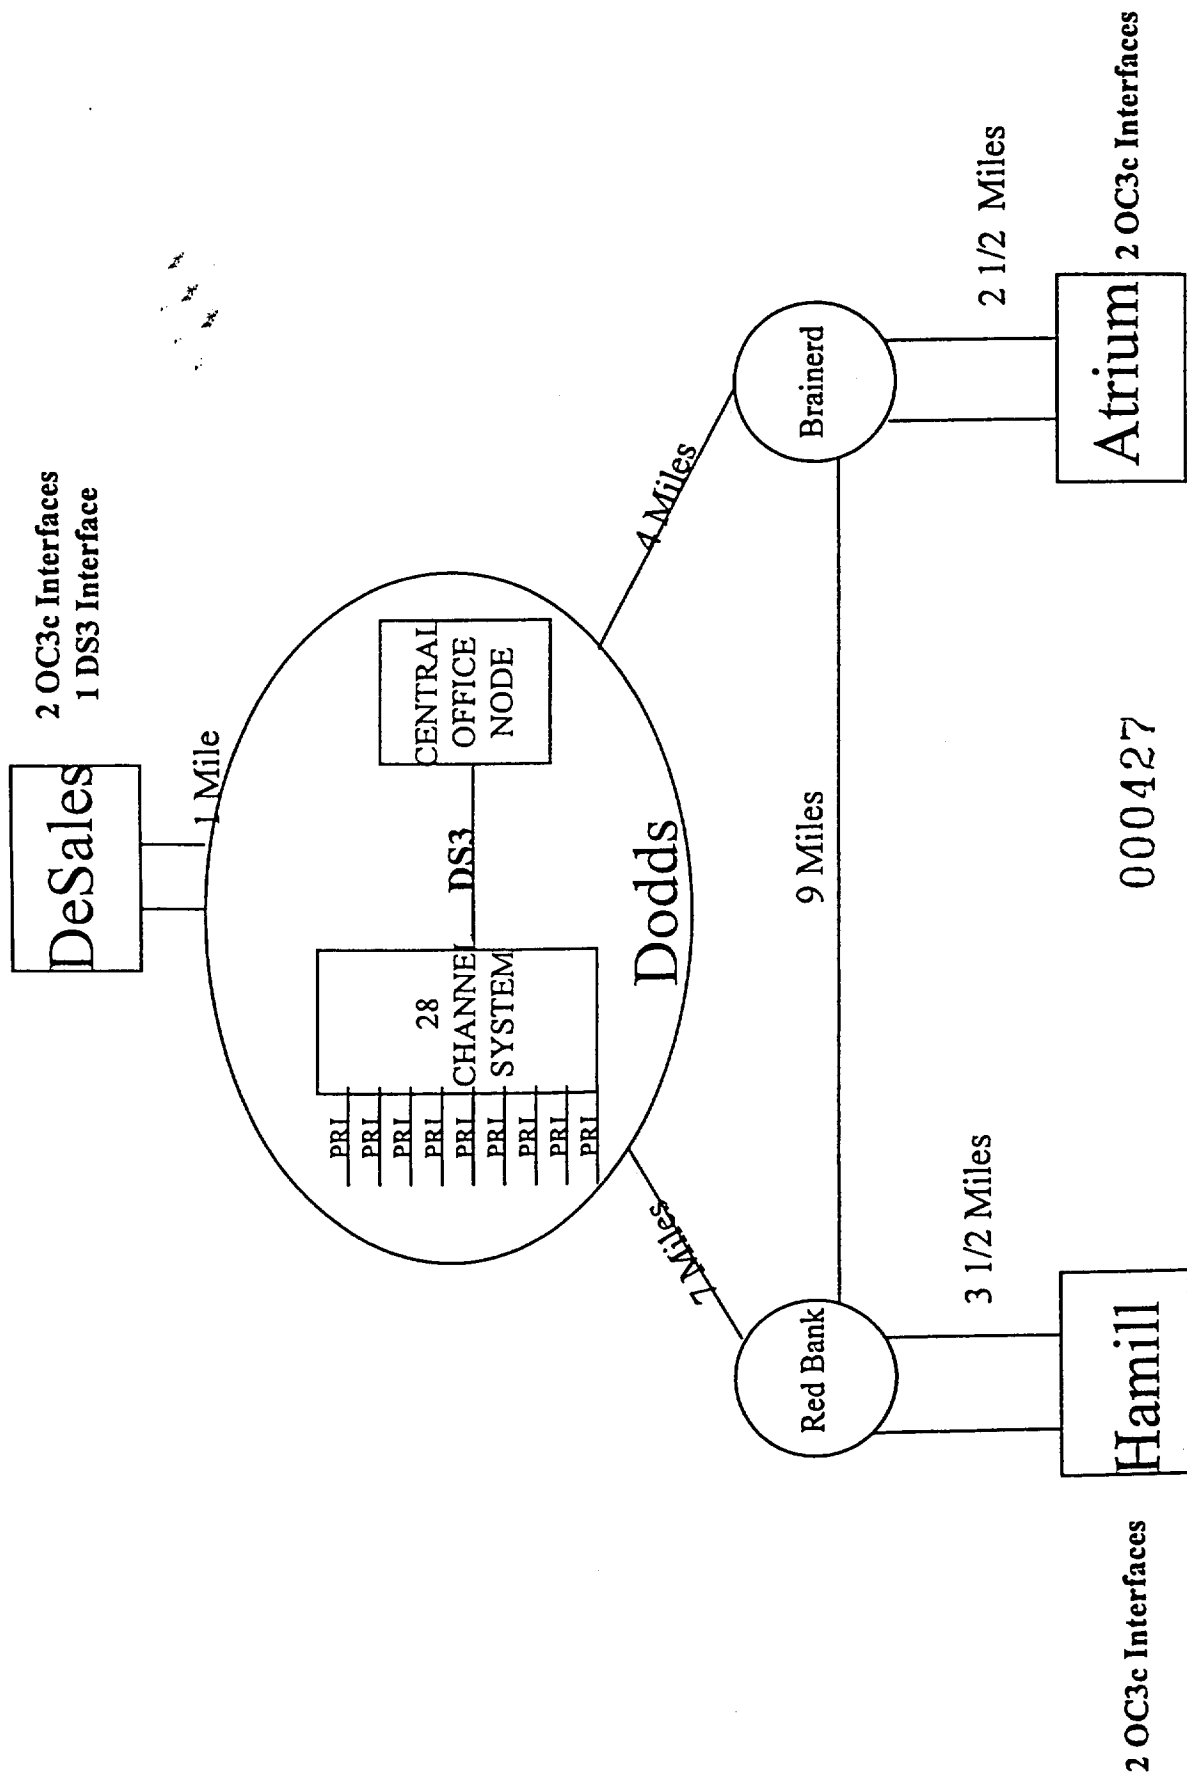 2 OC3c Interfaces
1 DS3 Interface
DeSales
1 Mile
28
CHANNEL
SYSTEM
DS3
CENTRAL
OFFICE
NODE
PRI
PRI
PRI
PRI
PRI
PRI
PRI
PRI
PRI
Dodds
7 Miles
4 Miles
Red Bank
9 Miles
Brainerd
3 1/2 Miles
2 1/2 Miles
2 OC3c Interfaces
Hamill
000427
Atrium
2 OC3c Interfaces